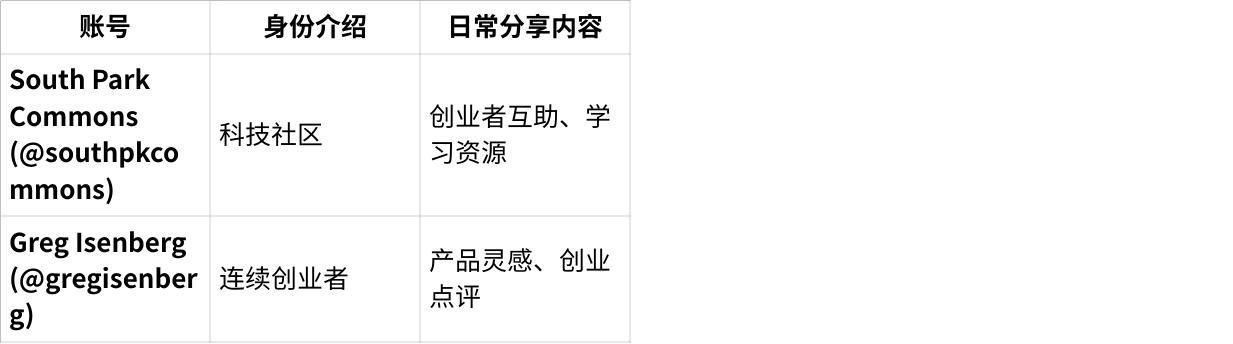 账号 身份介绍 日常分享内容
South Park
Commons
(@southpkco
mmons)
科技社区
创业者互助、学
习资源
Greg Isenberg
(@gregisenber
g)
连续创业者
产品灵感、创业
点评